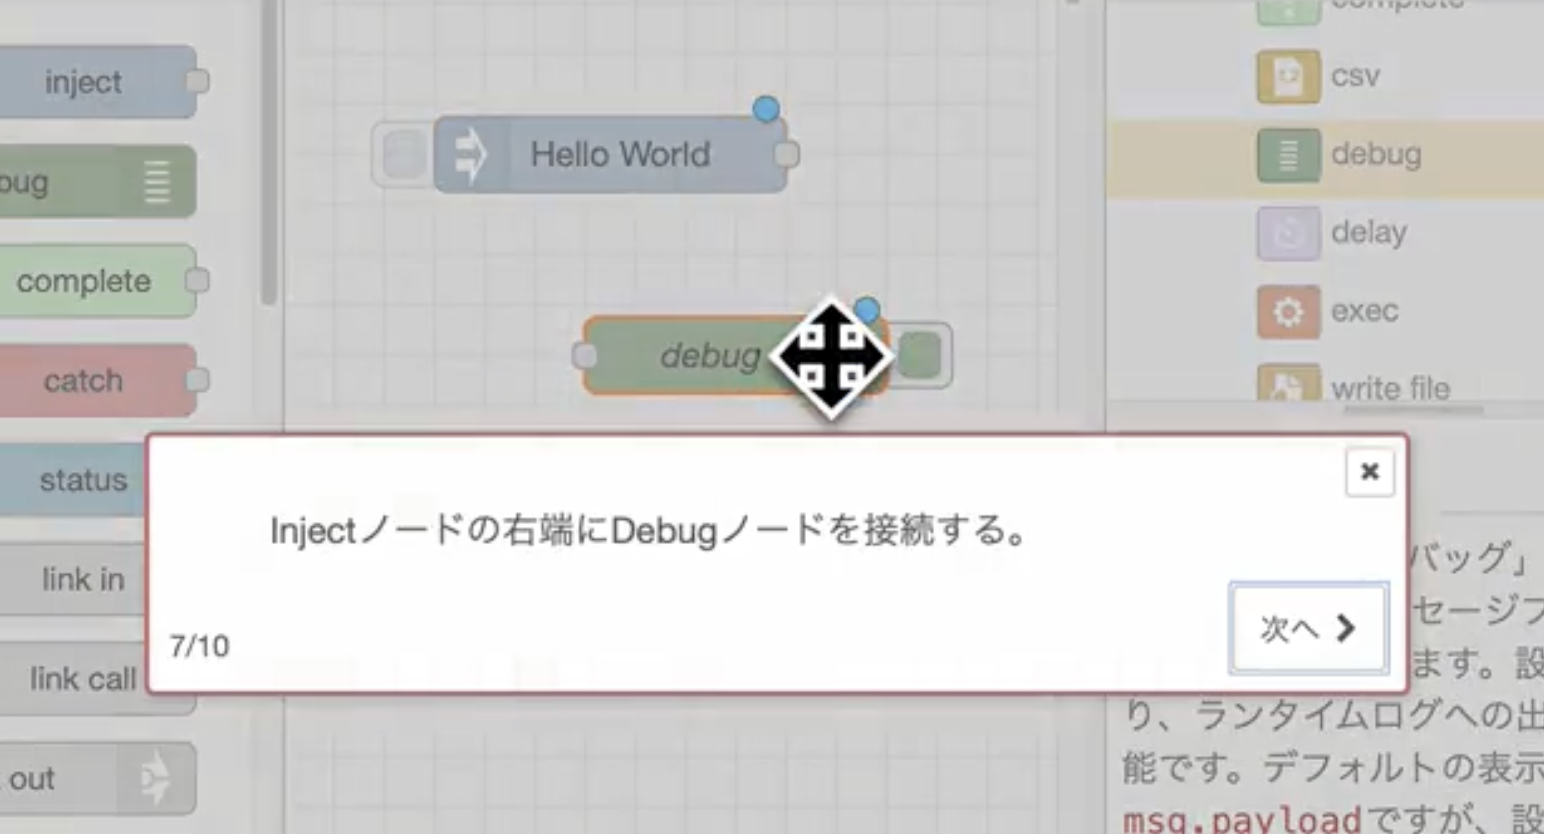 complete
inject
Hello World
csv
debug
bug
delay
complete
exec
debug
catch
write file
status
Injectノードの右端にDebugノードを接続する。
link in
バッグ」
次へ
セージフ
7/10
link call
ます。設
り、ランタイムログへの出
out
能です。デフォルトの表示
msg.payloadですが、設